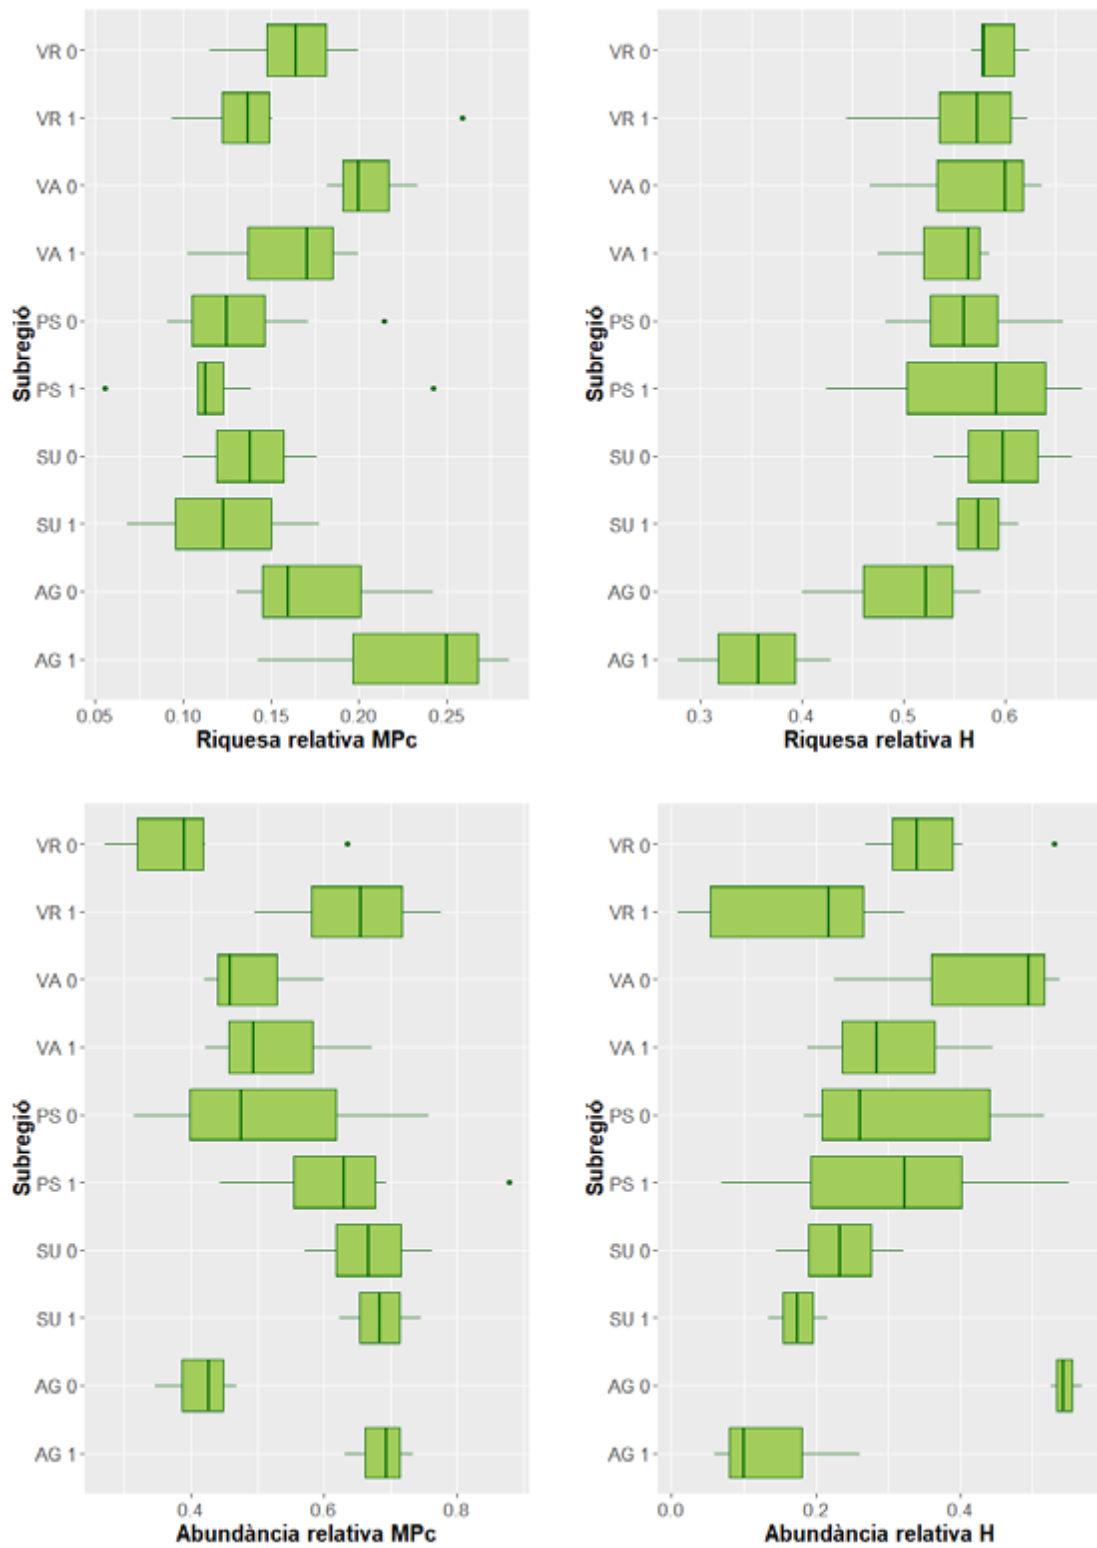 VR 0
VR 1
VA 0
VA 1
PS 0
PS 1
SU 0
SU 1
AG 0
AG 1
Subregió
0.05 0.10 0.15 0.20 0.25
Riquesa relativa MPc
VR 0
VR 1
VA 0
VA 1
PS 0
PS 1
SU 0
SU 1
AG 0
AG 1
Subregió
0.3 0.4 0.5 0.6
Riquesa relativa H
VR 0
VR 1
VA 0
VA 1
PS 0
PS 1
SU 0
SU 1
AG 0
AG 1
Subregió
0.4 0.6 0.8
Abundància relativa MPc
VR 0
VR 1
VA 0
VA 1
PS 0
PS 1
SU 0
SU 1
AG 0
AG 1
Subregió
0.0 0.2 0.4
Abundància relativa H